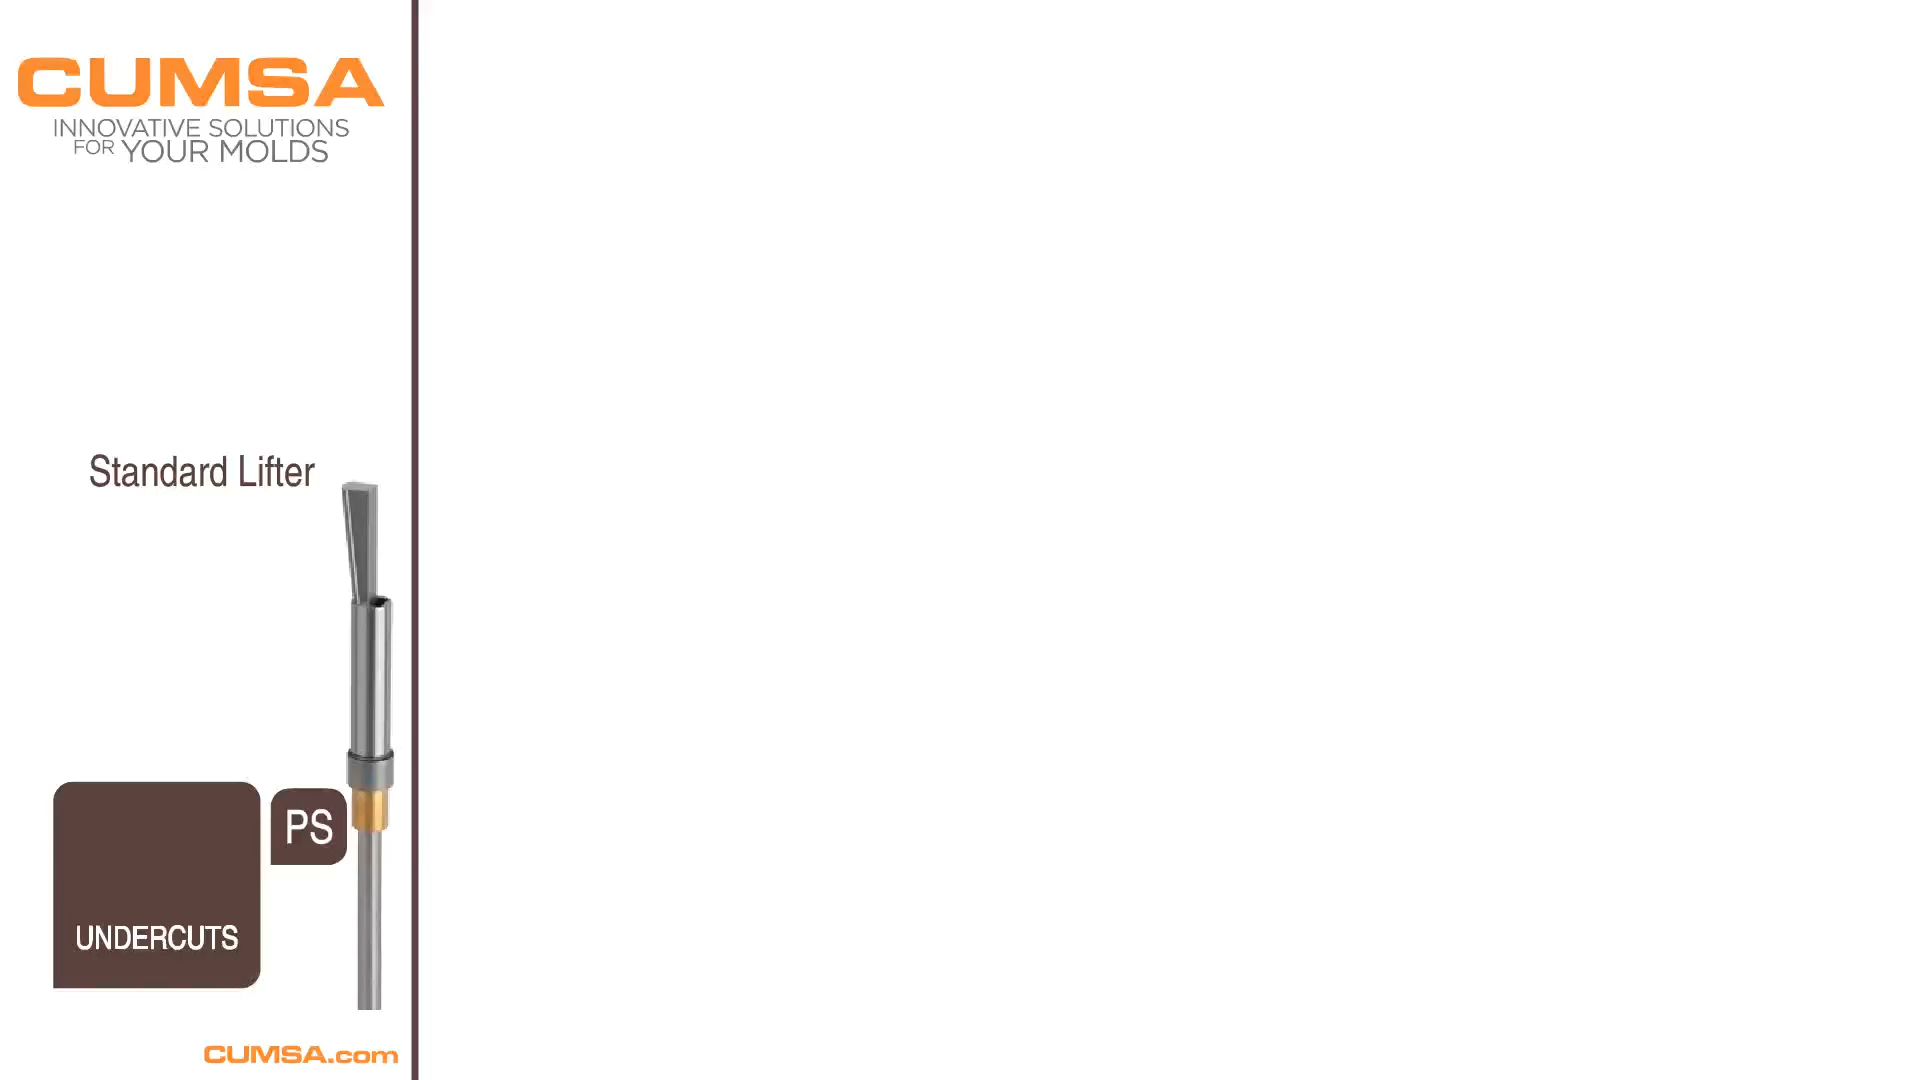 CUMSA
INNOVATIVE SOLUTIONS
FOR YOUR MOLDS
Standard Lifter
PS
UNDERCUTS
CUMSA.com